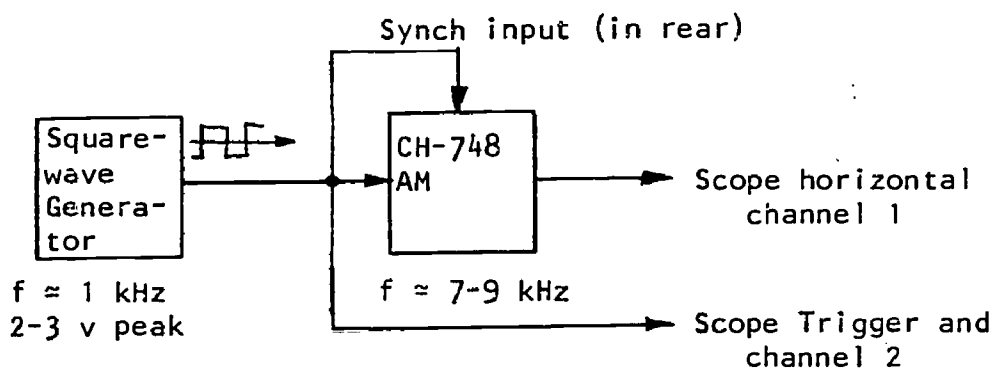 Synch input (in rear)
Square-
wave
Genera-
tor
CH-748
AM
Scope horizontal
channel 1
f ≈ 1 kHz
2-3 v peak
f ≈ 7-9 kHz
Scope Trigger and
channel 2